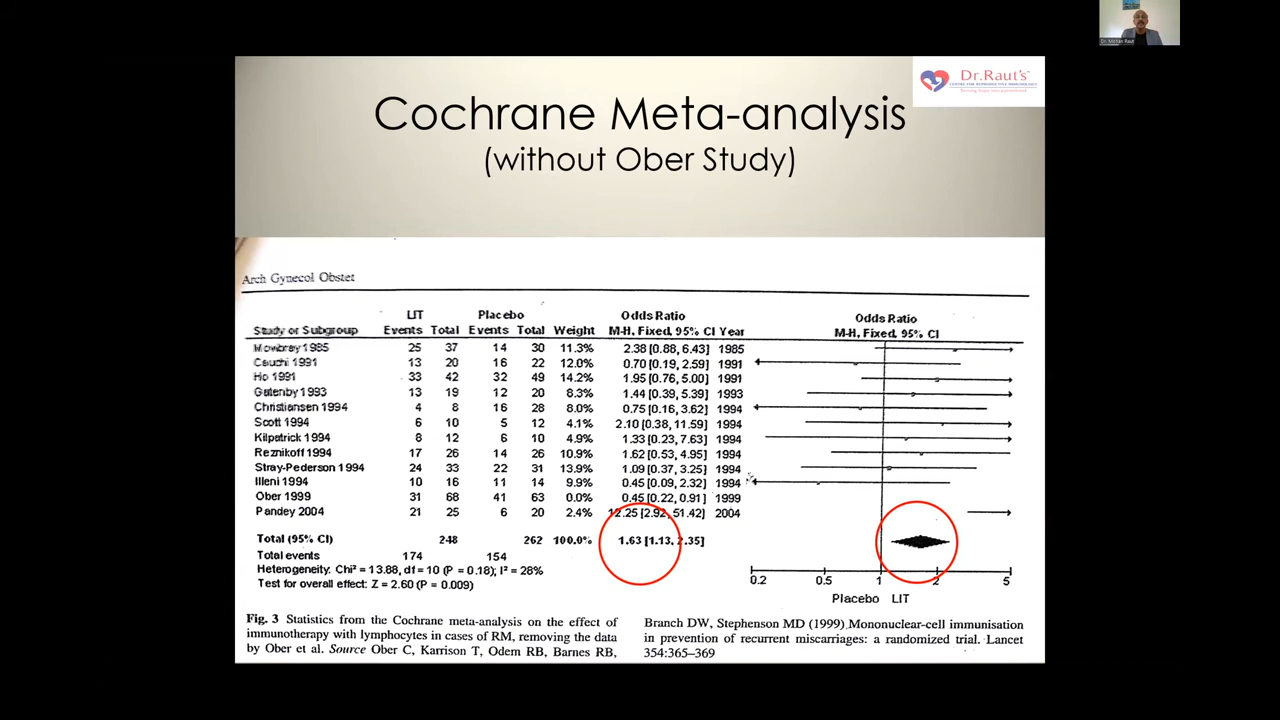 Dr. Mohan Raut
Dr.Raut's
CENTRE FOR REPRODUCTIVE IMMUNOLOGY
Cochrane Meta-analysis
(without Ober Study)
Arch Gynecol Obstet
LIT Placebo Odds Ratio Odds Ratio
Study or Subgroup Events Total Events Total Weight M-H, Fixed, 95% CI Year M-H, Fixed, 95% CI
Mowbray 1985 25 37 14 30 11.3% 2.38 [0.88, 6.43] 1985
Cauchi 1991 13 20 16 22 12.0% 0.70 [0.19, 2.59] 1991
Ho 1991 33 42 32 49 14.2% 1.95 [0.76, 5.00] 1991
Gatenby 1993 13 19 12 20 8.3% 1.44 [0.39, 5.39] 1993
Christiansen 1994 4 8 16 28 8.0% 0.75 [0.16, 3.62] 1994
Scott 1994 6 10 5 12 4.1% 2.10 [0.38, 11.59] 1994
Kilpatrick 1994 8 12 6 10 4.9% 1.33 [0.23, 7.63] 1994
Reznikoff 1994 17 26 14 26 10.9% 1.62 [0.53, 4.95] 1994
Stray-Pederson 1994 24 33 22 31 13.9% 1.09 [0.37, 3.25] 1994
Illeni 1994 10 16 11 14 9.9% 0.45 [0.09, 2.32] 1994
Ober 1999 31 68 41 63 0.0% 0.45 [0.22, 0.91] 1999
Pandey 2004 21 25 6 20 2.4% 12.25 [2.92, 51.42] 2004
Total (95% CI) 248 262 100.0% 1.63 [1.13, 2.35]
Total events 174 154
Heterogeneity: Chi² = 13.88, df = 10 (P = 0.18); I² = 28%
Test for overall effect: Z = 2.60 (P = 0.009)
0.2 0.5 1 2 5
Placebo LIT
Fig. 3 Statistics from the Cochrane meta-analysis on the effect of
immunotherapy with lymphocytes in cases of RM, removing the data
by Ober et al. Source Ober C, Karrison T, Odem RB, Barnes RB,
Branch DW, Stephenson MD (1999) Mononuclear-cell immunisation
in prevention of recurrent miscarriages: a randomized trial. Lancet
354:365–369